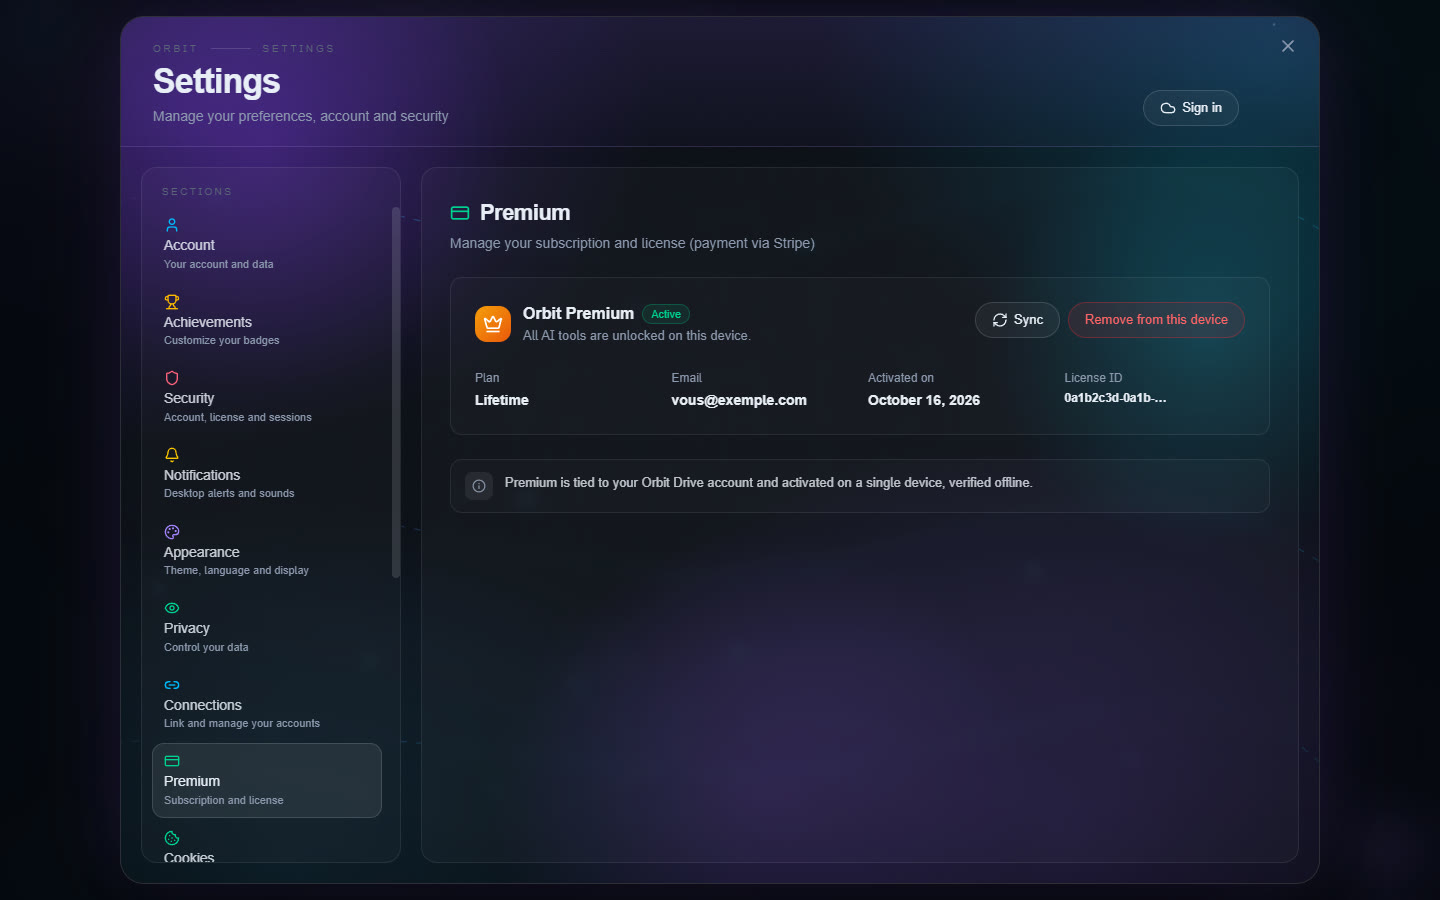 ORBIT SETTINGS
Settings
Manage your preferences, account and security
Sign in
SECTIONS
Account
Your account and data
Achievements
Customize your badges
Security
Account, license and sessions
Notifications
Desktop alerts and sounds
Appearance
Theme, language and display
Privacy
Control your data
Connections
Link and manage your accounts
Premium
Subscription and license
Cookies
Premium
Manage your subscription and license (payment via Stripe)
Orbit Premium Active
All AI tools are unlocked on this device.
Sync
Remove from this device
Plan
Lifetime
Email
vous@exemple.com
Activated on
October 16, 2026
License ID
0a1b2c3d-0a1b-...
Premium is tied to your Orbit Drive account and activated on a single device, verified offline.